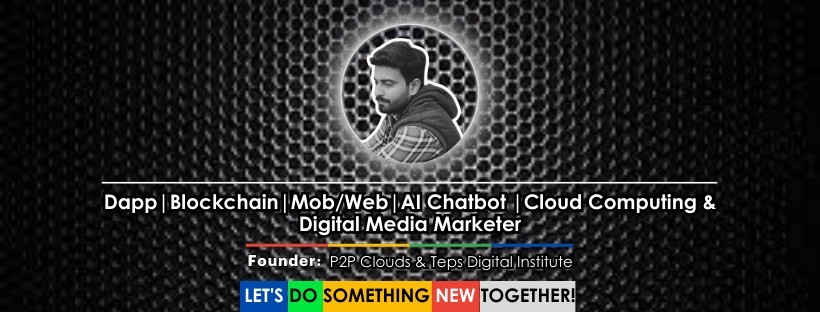 Dapp|Blockchain|Mob/Web|AI Chatbot |Cloud Computing &
Digital Media Marketer
Founder: P2P Clouds & Teps Digital Institute
LET'S DO SOMETHING NEW TOGETHER!